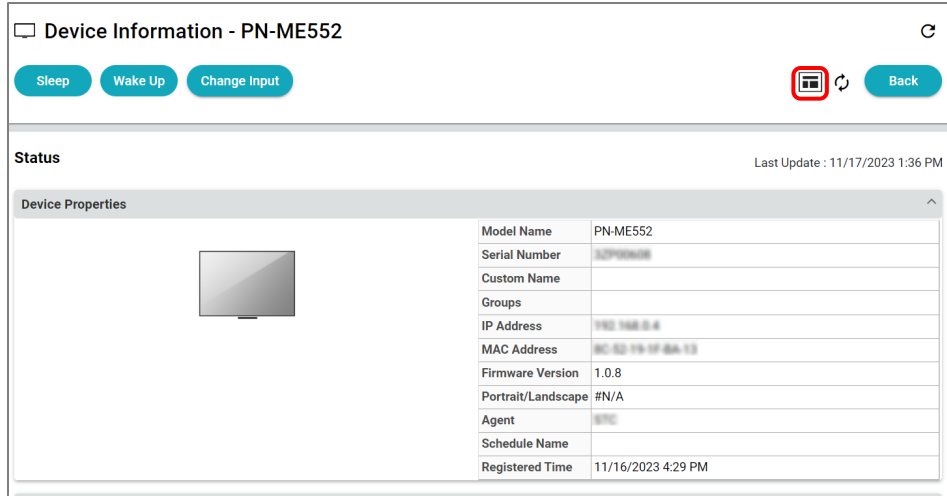 Device Information - PN-ME552
Sleep Wake Up Change Input Back
Status
Last Update : 11/17/2023 1:36 PM
Device Properties
Model Name PN-ME552
Serial Number
Custom Name
Groups
IP Address
MAC Address
Firmware Version 1.0.8
Portrait/Landscape #N/A
Agent
Schedule Name
Registered Time 11/16/2023 4:29 PM